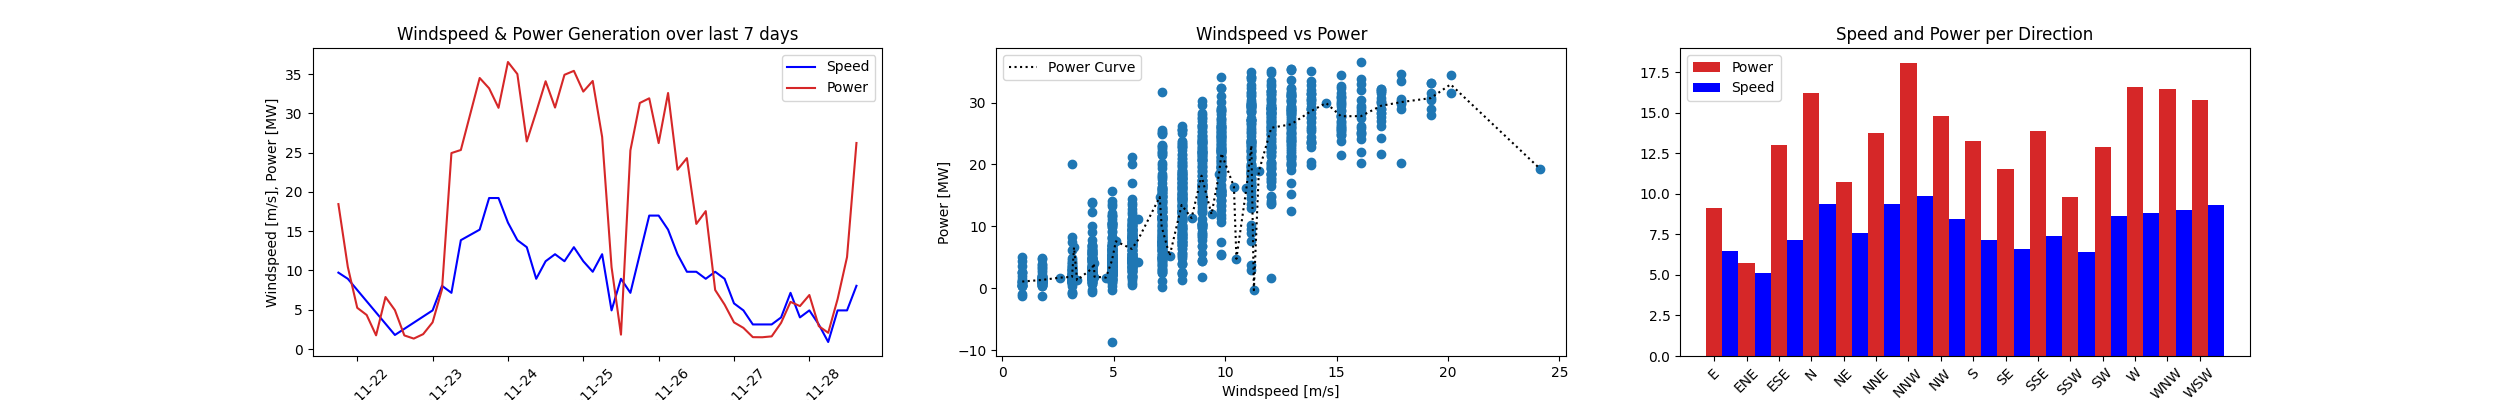 Windspeed & Power Generation over last 7 days
Windspeed [m/s], Power [MW]
35
30
25
20
15
10
5
0
Speed
Power
11-22
11-23
11-24
11-25
11-26
11-27
11-28
Windspeed vs Power
Power [MW]
30
20
10
0
−10
Power Curve
0
5
10
15
20
25
Windspeed [m/s]
Speed and Power per Direction
17.5
15.0
12.5
10.0
7.5
5.0
2.5
0.0
Power
Speed
E
ENE
ESE
N
NE
NNE
NNW
NW
S
SE
SSE
SSW
SW
W
WNW
WSW